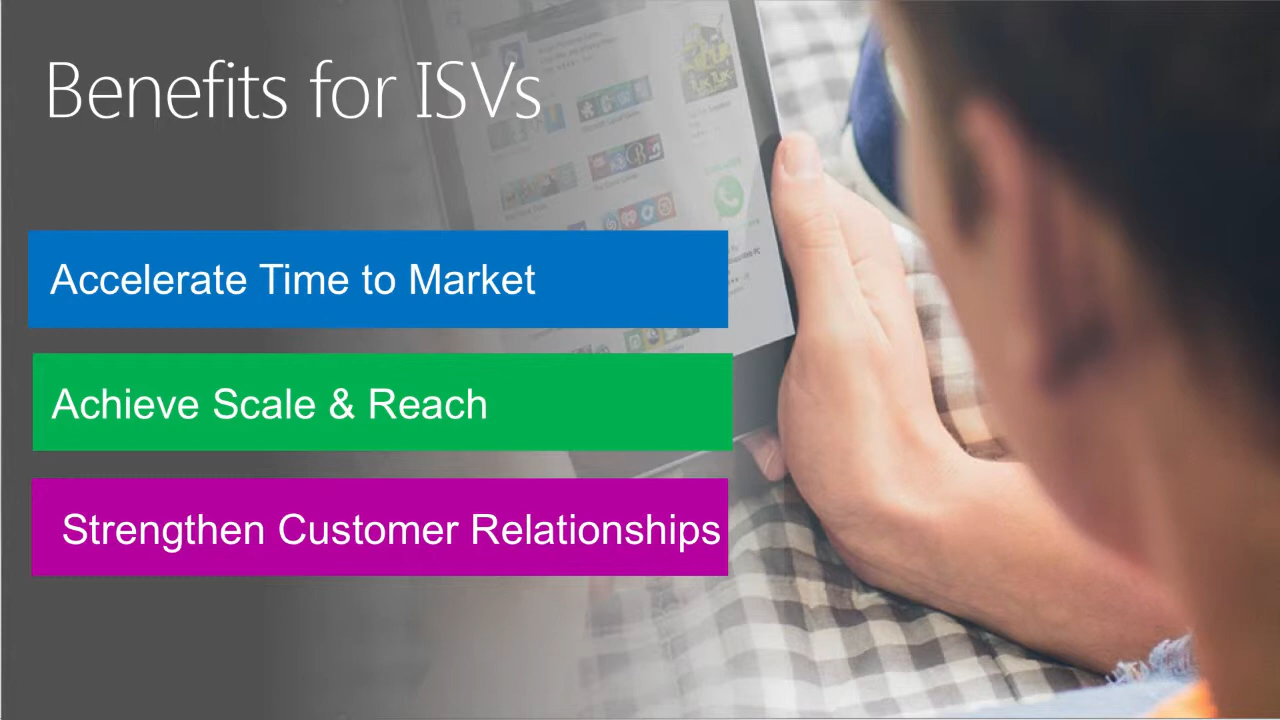 Benefits for ISVs
Accelerate Time to Market
Achieve Scale & Reach
Strengthen Customer Relationships